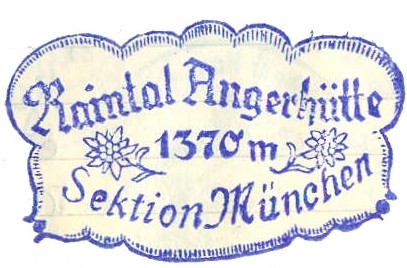 Raintal Angerhütte
1370 m
Sektion München